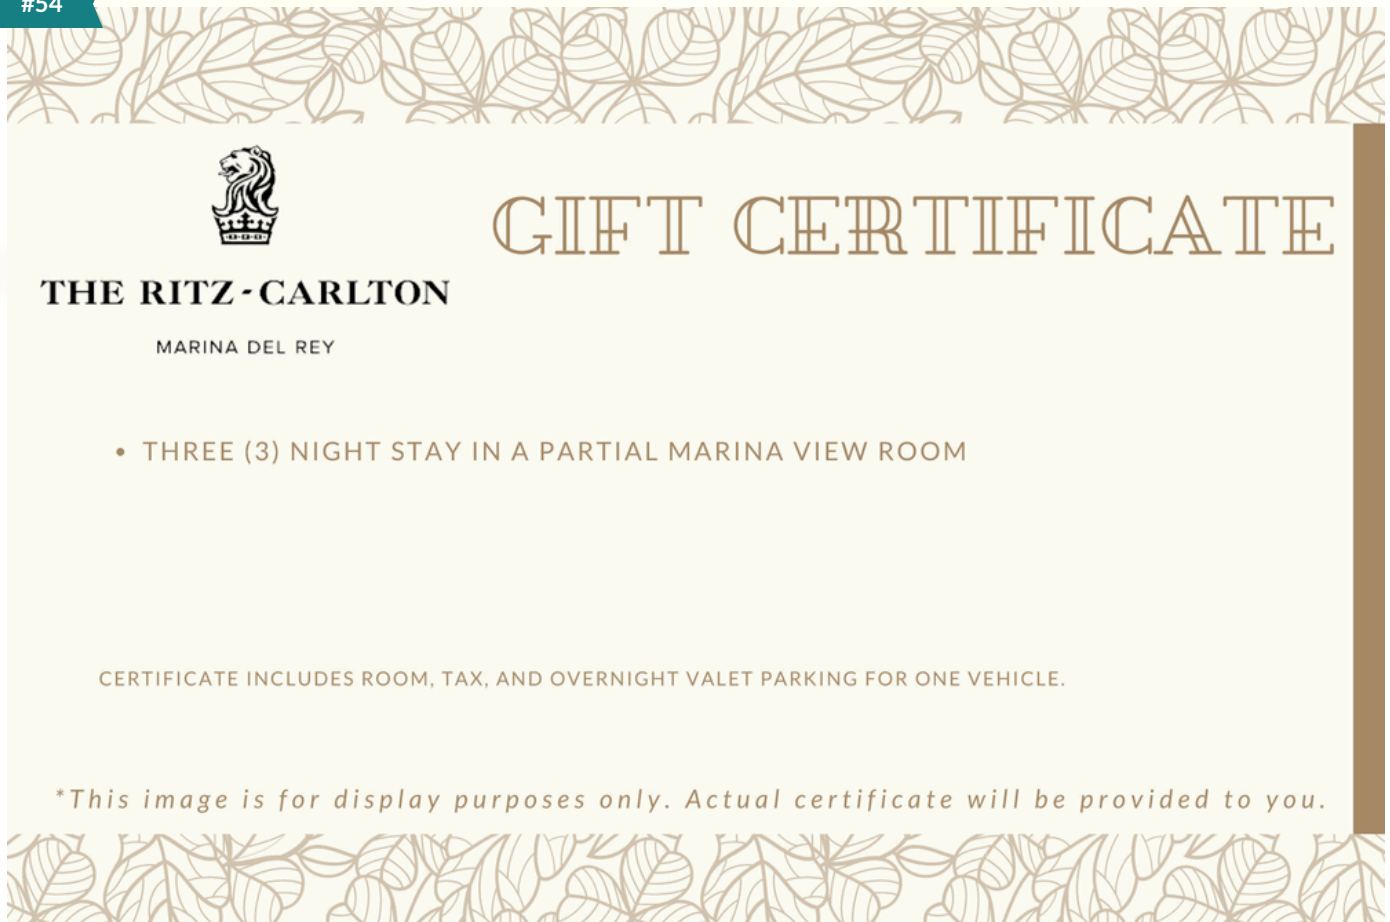 #54
GIFT CERTIFICATE
THE RITZ-CARLTON
MARINA DEL REY
• THREE (3) NIGHT STAY IN A PARTIAL MARINA VIEW ROOM
CERTIFICATE INCLUDES ROOM, TAX, AND OVERNIGHT VALET PARKING FOR ONE VEHICLE.
*This image is for display purposes only. Actual certificate will be provided to you.